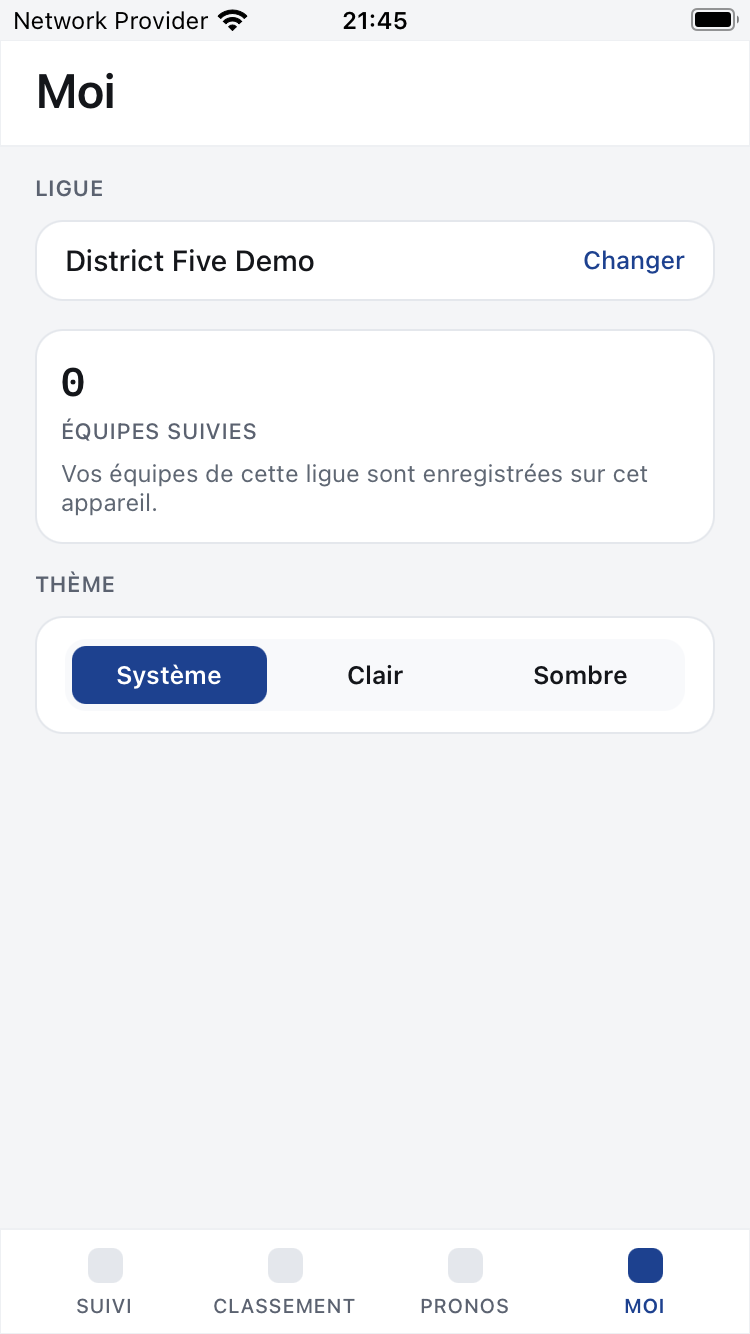 Network Provider 21:45
Moi
LIGUE
District Five Demo Changer
0
ÉQUIPES SUIVIES
Vos équipes de cette ligue sont enregistrées sur cet
appareil.
THÈME
Système Clair Sombre
SUIVI CLASSEMENT PRONOS MOI